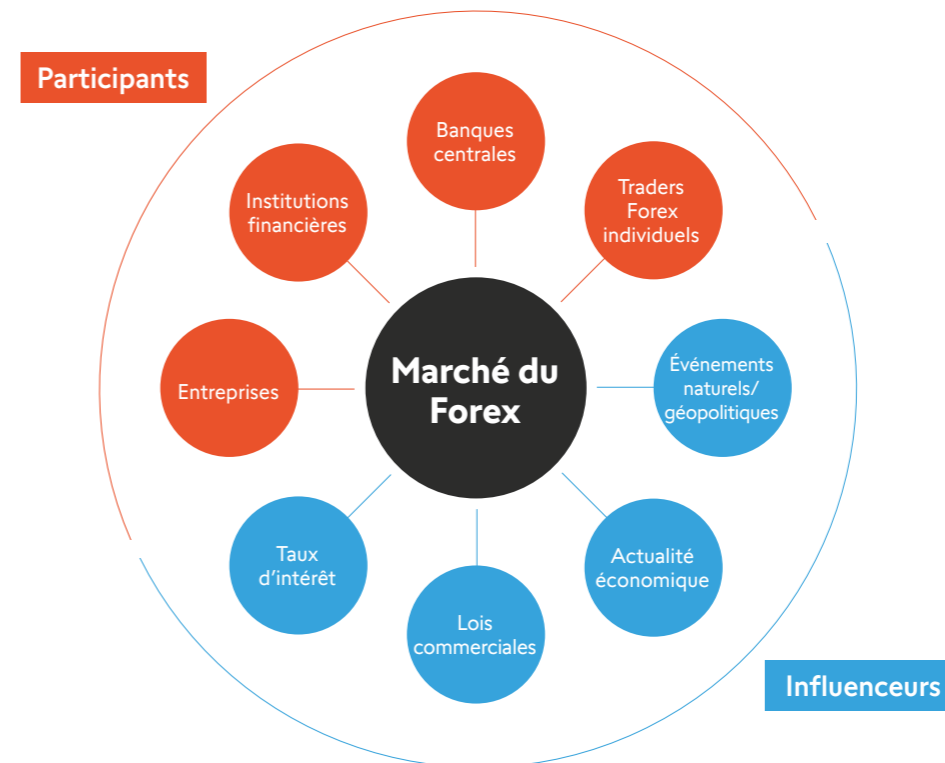 Participants
Banques
centrales
Institutions
financières
Traders
Forex
individuels
Entreprises
Marché du
Forex
Événements
naturels/
géopolitiques
Taux
d'intérêt
Lois
commerciales
Actualité
économique
Influenceurs